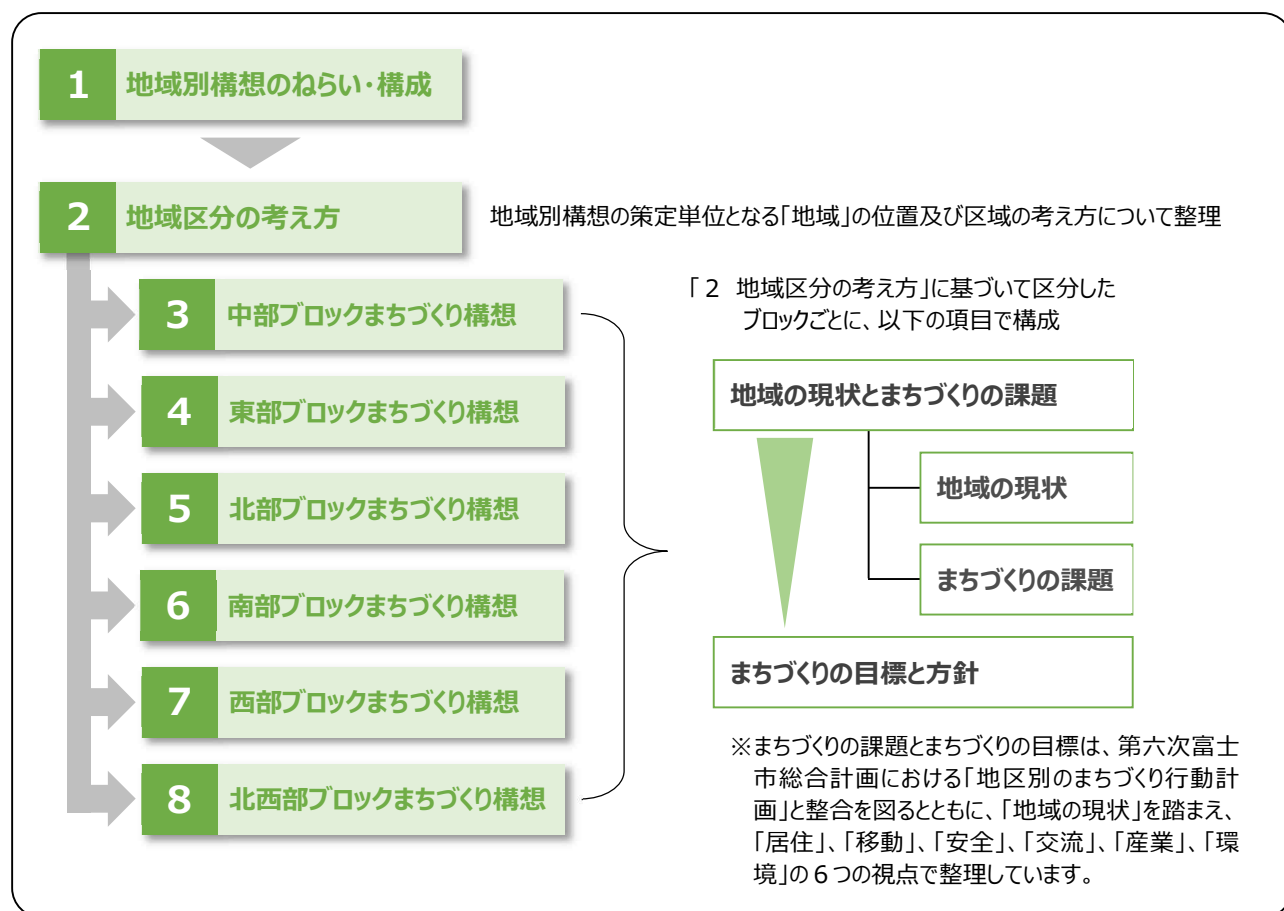 1 地域別構想のねらい・構成
2 地域区分の考え方
地域別構想の策定単位となる「地域」の位置及び区域の考え方について整理
3 中部ブロックまちづくり構想
4 東部ブロックまちづくり構想
5 北部ブロックまちづくり構想
6 南部ブロックまちづくり構想
7 西部ブロックまちづくり構想
8 北西部ブロックまちづくり構想
「２ 地域区分の考え方」に基づいて区分した
ブロックごとに、以下の項目で構成
地域の現状とまちづくりの課題
地域の現状
まちづくりの課題
まちづくりの目標と方針
※まちづくりの課題とまちづくりの目標は、第六次富士
市総合計画における「地区別のまちづくり行動計
画」と整合を図るとともに、「地域の現状」を踏まえ、
「居住」、「移動」、「安全」、「交流」、「産業」、「環
境」の６つの視点で整理しています。